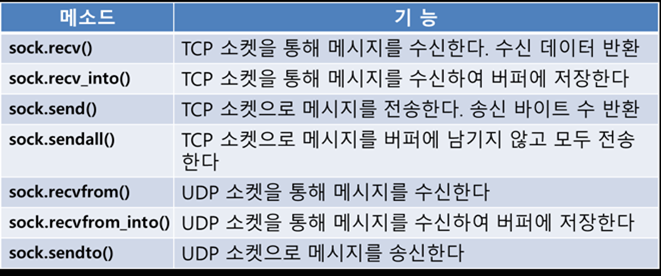 메소드 기 능
sock.recv() TCP 소켓을 통해 메시지를 수신한다. 수신 데이터 반환
sock.recv_into() TCP 소켓을 통해 메시지를 수신하여 버퍼에 저장한다
sock.send() TCP 소켓으로 메시지를 전송한다. 송신 바이트 수 반환
sock.sendall() TCP 소켓으로 메시지를 버퍼에 남기지 않고 모두 전송
한다
sock.recvfrom() UDP 소켓을 통해 메시지를 수신한다
sock.recvfrom_into() UDP 소켓을 통해 메시지를 수신하여 버퍼에 저장한다
sock.sendto() UDP 소켓으로 메시지를 송신한다